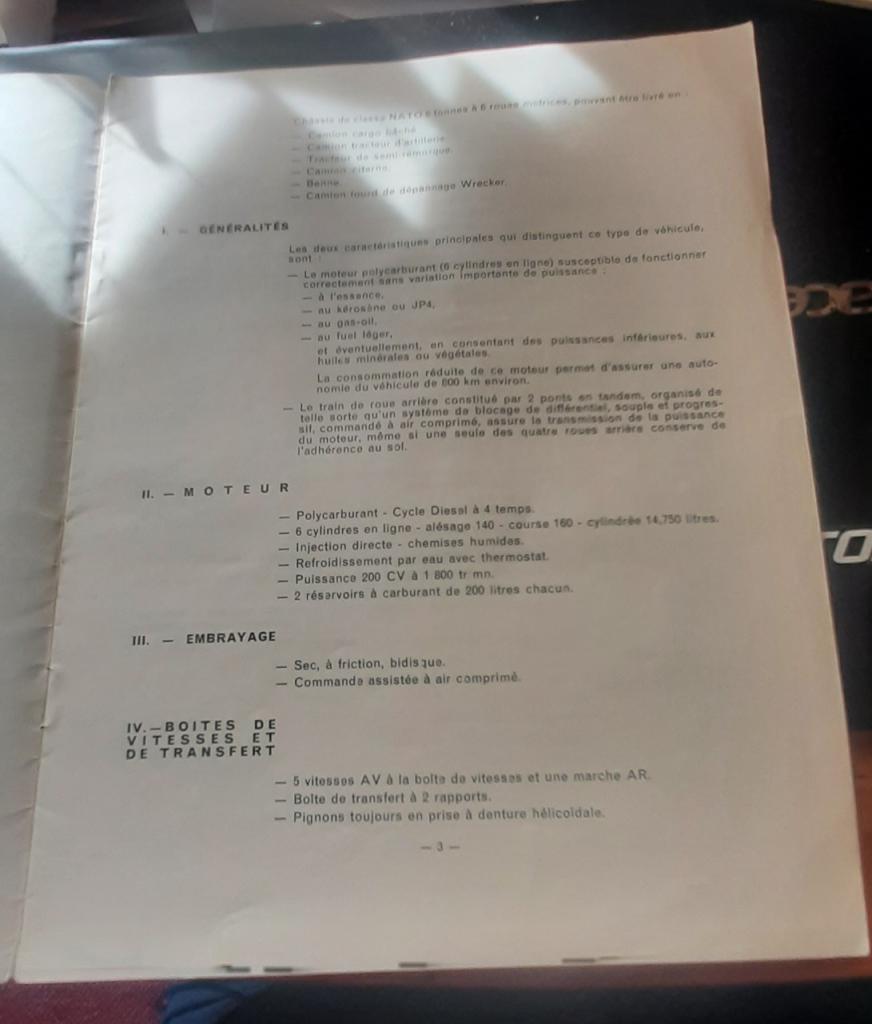 Châssis de classe NATO 6 tonnes à 6 roues motrices, pouvant être livré en :
— Camion cargo bâché
— Camion tracteur d'artillerie.
— Tracteur de semi-remorque.
— Camion citerne.
— Benne.
— Camion lourd de dépannage Wrecker.
I. — GÉNÉRALITÉS
Les deux caractéristiques principales qui distinguent ce type de véhicule,
sont :
— Le moteur polycarburant (6 cylindres en ligne) susceptible de fonctionner
correctement sans variation importante de puissance :
— à l'essence,
— au kérosène ou JP4,
— au gas-oil,
— au fuel léger,
et éventuellement, en consentant des puissances inférieures, aux
huiles minérales ou végétales.
La consommation réduite de ce moteur permet d'assurer une auto-
nomie du véhicule de 800 km environ.
— Le train de roue arrière constitué par 2 ponts en tandem, organisé de
telle sorte qu'un système de blocage de différentiel, souple et progres-
sif, commandé à air comprimé, assure la transmission de la puissance
du moteur, même si une seule des quatre roues arrière conserve de
l'adhérence au sol.
II. — MOTEUR
— Polycarburant - Cycle Diesel à 4 temps.
— 6 cylindres en ligne - alésage 140 - course 160 - cylindrée 14,750 litres.
— Injection directe - chemises humides.
— Refroidissement par eau avec thermostat.
— Puissance 200 CV à 1 800 tr mn.
— 2 réservoirs à carburant de 200 litres chacun.
III. — EMBRAYAGE
— Sec, à friction, bidisque.
— Commande assistée à air comprimé.
IV. — BOITES DE
VITESSES ET
DE TRANSFERT
— 5 vitesses AV à la boîte de vitesses et une marche AR.
— Boîte de transfert à 2 rapports.
— Pignons toujours en prise à denture hélicoïdale.
— 3 —
TO